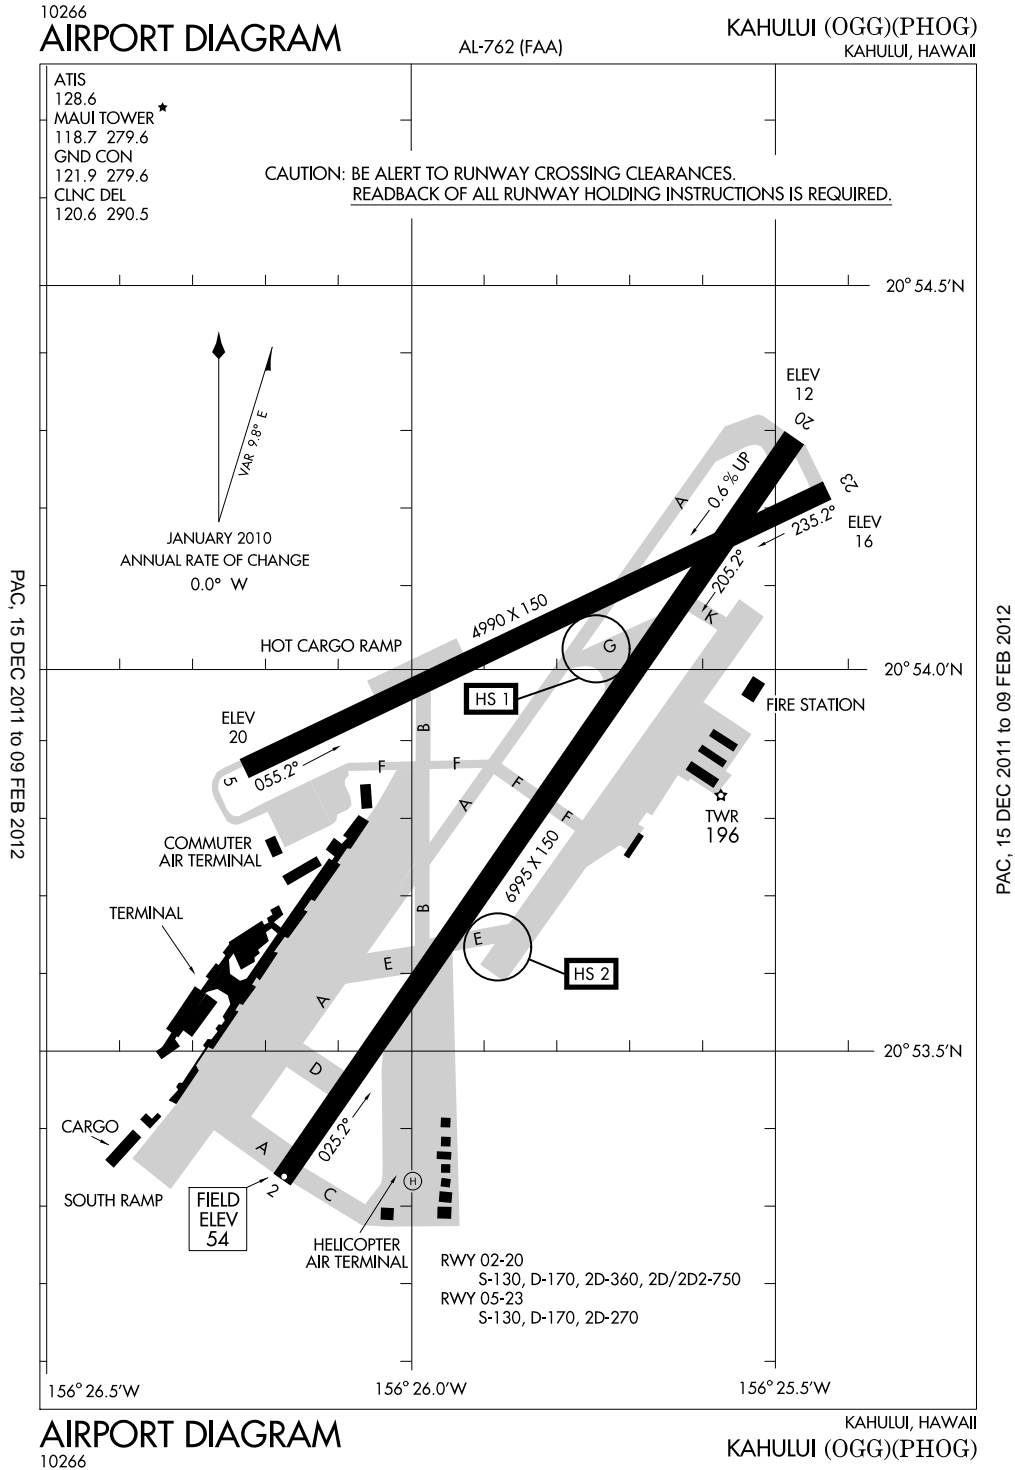 10266
AIRPORT DIAGRAM
AL-762 (FAA)
KAHULUI (OGG)(PHOG)
KAHULUI, HAWAII
ATIS
128.6
MAUI TOWER
118.7 279.6
GND CON
121.9 279.6
CLNC DEL
120.6 290.5
CAUTION: BE ALERT TO RUNWAY CROSSING CLEARANCES.
READBACK OF ALL RUNWAY HOLDING INSTRUCTIONS IS REQUIRED.
20° 54.5'N
VAR 9.8° E
JANUARY 2010
ANNUAL RATE OF CHANGE
0.0° W
ELEV
12
20
0.6 % UP
A
23
ELEV
16
235.2°
205.2°
K
4990 X 150
HOT CARGO RAMP
G
20° 54.0'N
HS 1
FIRE STATION
ELEV
20
B
5
055.2°
F
F
F
F
A
TWR
196
COMMUTER
AIR TERMINAL
6995 X 150
TERMINAL
B
E
E
HS 2
A
20° 53.5'N
D
CARGO
025.2°
A
SOUTH RAMP
2
C
H
FIELD
ELEV
54
HELICOPTER
AIR TERMINAL
RWY 02-20
S-130, D-170, 2D-360, 2D/2D2-750
RWY 05-23
S-130, D-170, 2D-270
156° 26.5'W
156° 26.0'W
156° 25.5'W
PAC, 15 DEC 2011 to 09 FEB 2012
PAC, 15 DEC 2011 to 09 FEB 2012
AIRPORT DIAGRAM
10266
KAHULUI, HAWAII
KAHULUI (OGG)(PHOG)